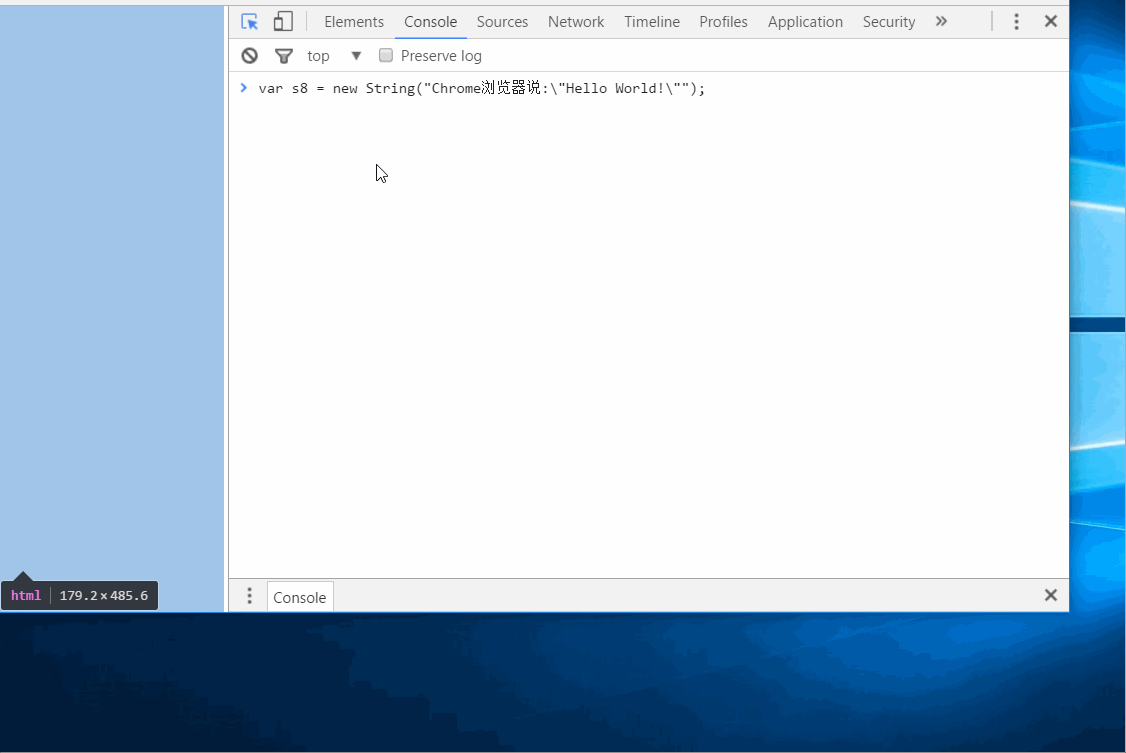 Elements Console Sources Network Timeline Profiles Application Security »
top ▼ Preserve log
> var s8 = new String("Chrome浏览器说:\"Hello World!\"");
html 179.2×485.6
Console